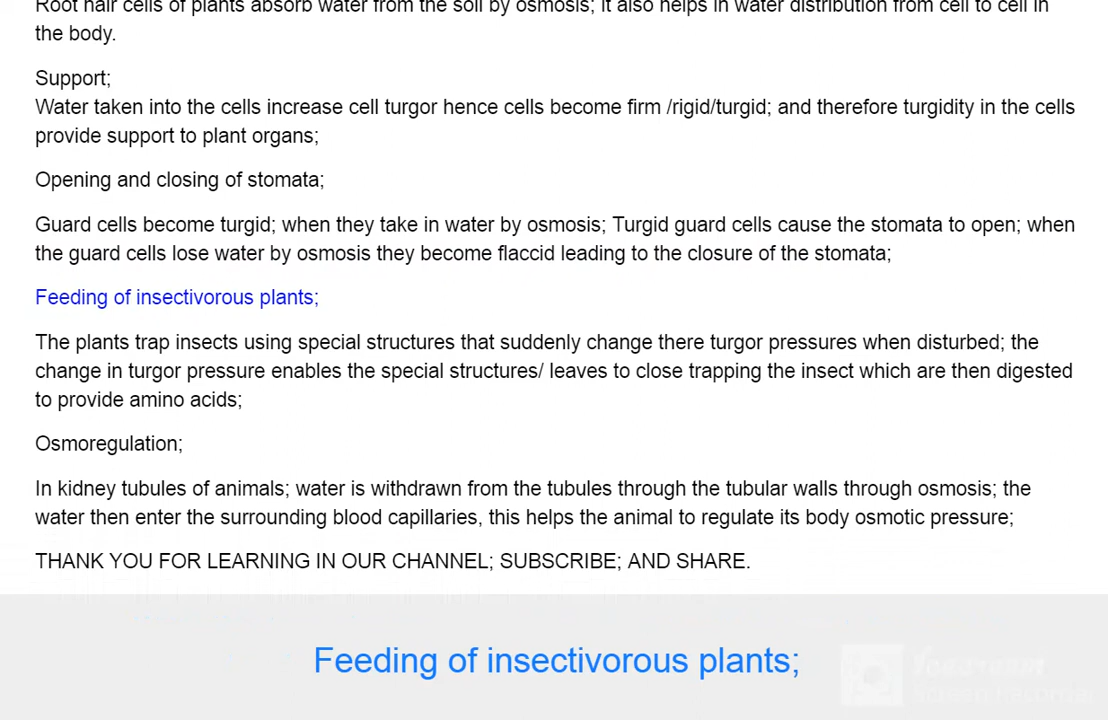 Root hair cells of plants absorb water from the soil by osmosis; it also helps in water distribution from cell to cell in
the body.
Support;
Water taken into the cells increase cell turgor hence cells become firm /rigid/turgid; and therefore turgidity in the cells
provide support to plant organs;
Opening and closing of stomata;
Guard cells become turgid; when they take in water by osmosis; Turgid guard cells cause the stomata to open; when
the guard cells lose water by osmosis they become flaccid leading to the closure of the stomata;
Feeding of insectivorous plants;
The plants trap insects using special structures that suddenly change there turgor pressures when disturbed; the
change in turgor pressure enables the special structures/ leaves to close trapping the insect which are then digested
to provide amino acids;
Osmoregulation;
In kidney tubules of animals; water is withdrawn from the tubules through the tubular walls through osmosis; the
water then enter the surrounding blood capillaries, this helps the animal to regulate its body osmotic pressure;
THANK YOU FOR LEARNING IN OUR CHANNEL; SUBSCRIBE; AND SHARE.
Feeding of insectivorous plants;